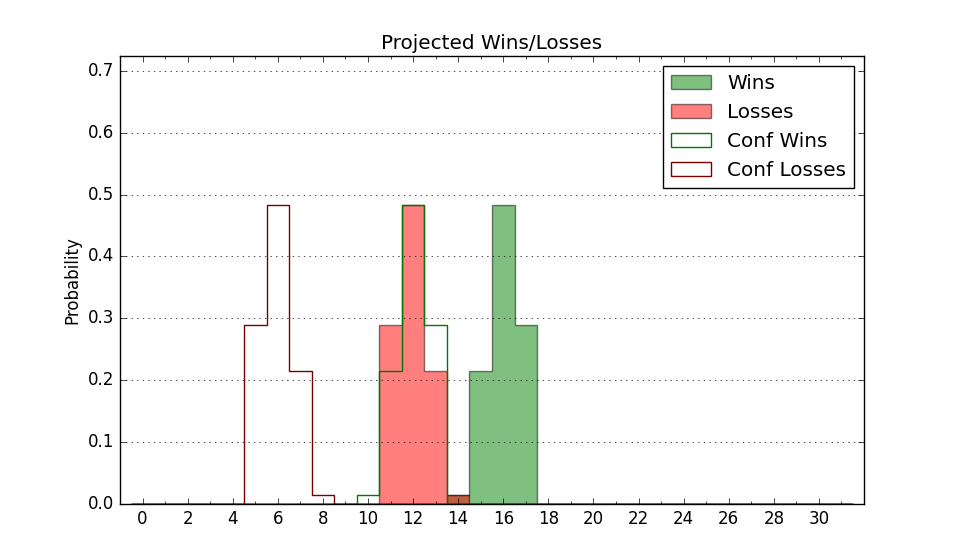 Projected Wins/Losses
Wins
Losses
Conf Wins
Conf Losses
Probability
0.7
0.6
0.5
0.4
0.3
0.2
0.1
0.0
0 2 4 6 8 10 12 14 16 18 20 22 24 26 28 30